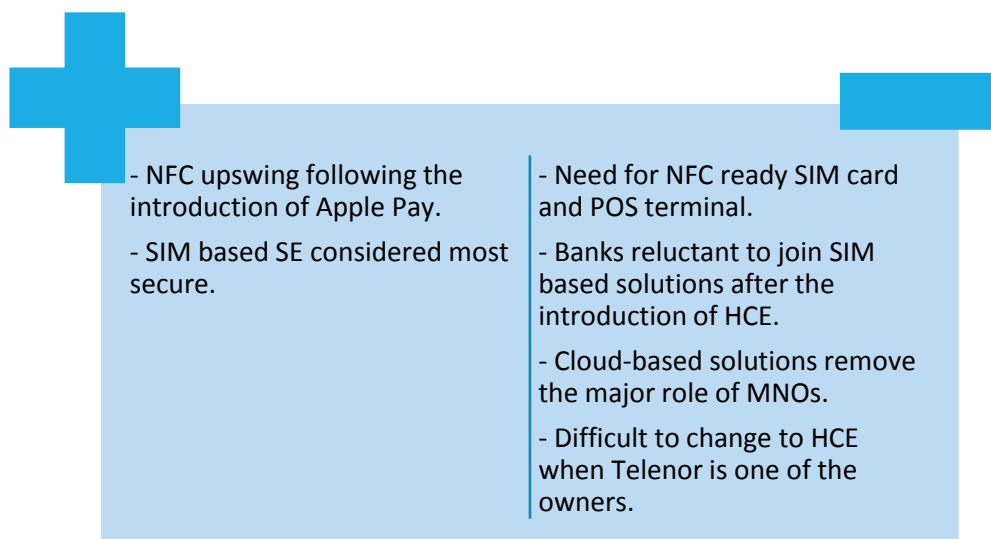 - NFC upswing following the
introduction of Apple Pay.
- SIM based SE considered most
secure.
- Need for NFC ready SIM card
and POS terminal.
- Banks reluctant to join SIM
based solutions after the
introduction of HCE.
- Cloud-based solutions remove
the major role of MNOs.
- Difficult to change to HCE
when Telenor is one of the
owners.